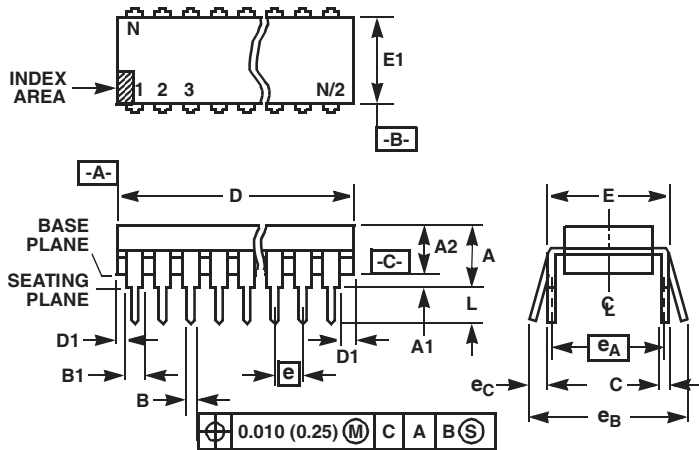 N
E1
INDEX
AREA
1 2 3 N/2
-B-
-A-
D
E
BASE
PLANE
A2
A
-C-
SEATING
PLANE
L
℄
D1
A1
D1
eA
B1
e
eC
C
B
eB
⌖ 0.010 (0.25) Ⓜ C A B Ⓢ